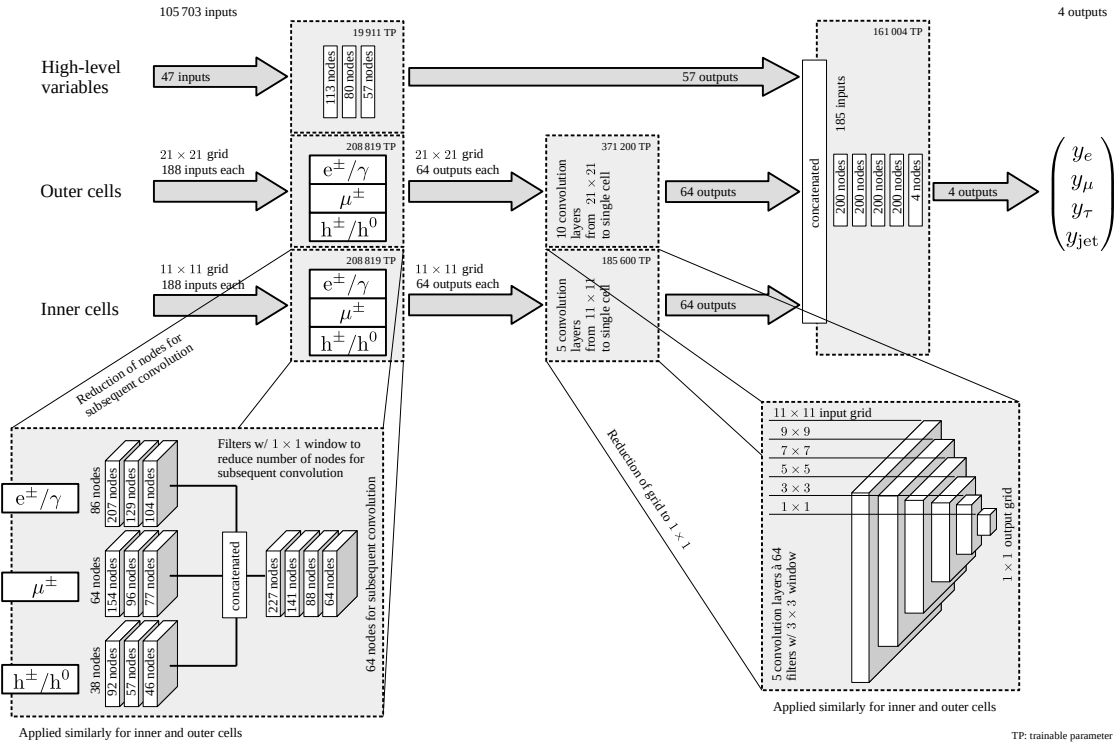 105 703 inputs
4 outputs
19 911 TP
161 004 TP
High-level
variables
47 inputs
113 nodes
80 nodes
57 nodes
57 outputs
185 inputs
21 × 21 grid
188 inputs each
208 819 TP
21 × 21 grid
64 outputs each
371 200 TP
Outer cells
e±/γ
μ±
h±/h⁰
10 convolution
layers
from 21 × 21
to single cell
64 outputs
concatenated
200 nodes
200 nodes
200 nodes
200 nodes
4 nodes
4 outputs
y_e
y_μ
y_τ
y_jet
11 × 11 grid
188 inputs each
208 819 TP
11 × 11 grid
64 outputs each
185 600 TP
Inner cells
e±/γ
μ±
h±/h⁰
5 convolution
layers
from 11 × 11
to single cell
64 outputs
Reduction of nodes for
subsequent convolution
Filters w/ 1 × 1 window to
reduce number of nodes for
subsequent convolution
e±/γ
86 nodes
207 nodes
129 nodes
104 nodes
μ±
64 nodes
154 nodes
96 nodes
77 nodes
h±/h⁰
38 nodes
92 nodes
57 nodes
46 nodes
concatenated
227 nodes
141 nodes
88 nodes
64 nodes
64 nodes for subsequent convolution
Applied similarly for inner and outer cells
Reduction of grid to 1 × 1
11 × 11 input grid
9 × 9
7 × 7
5 × 5
3 × 3
1 × 1
5 convolution layers à 64
filters w/ 3 × 3 window
1 × 1 output grid
Applied similarly for inner and outer cells
TP: trainable parameter